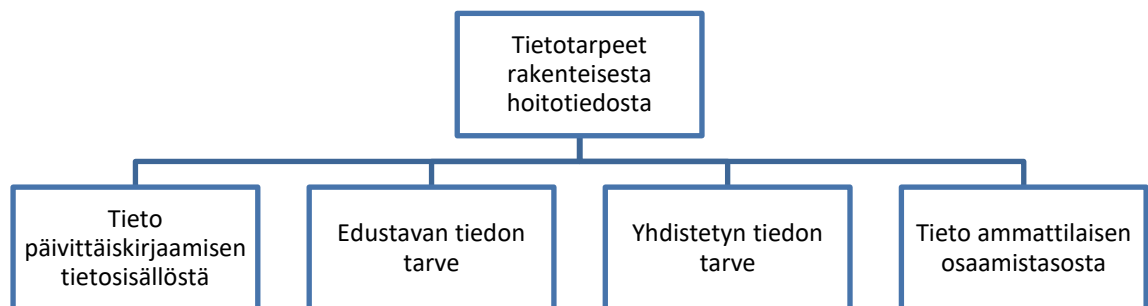 Tietotarpeet
rakenteisesta
hoitotiedosta
Tieto
päivittäiskirjaamisen
tietosisällöstä
Edustavan tiedon
tarve
Yhdistetyn tiedon
tarve
Tieto ammattilaisen
osaamistasosta